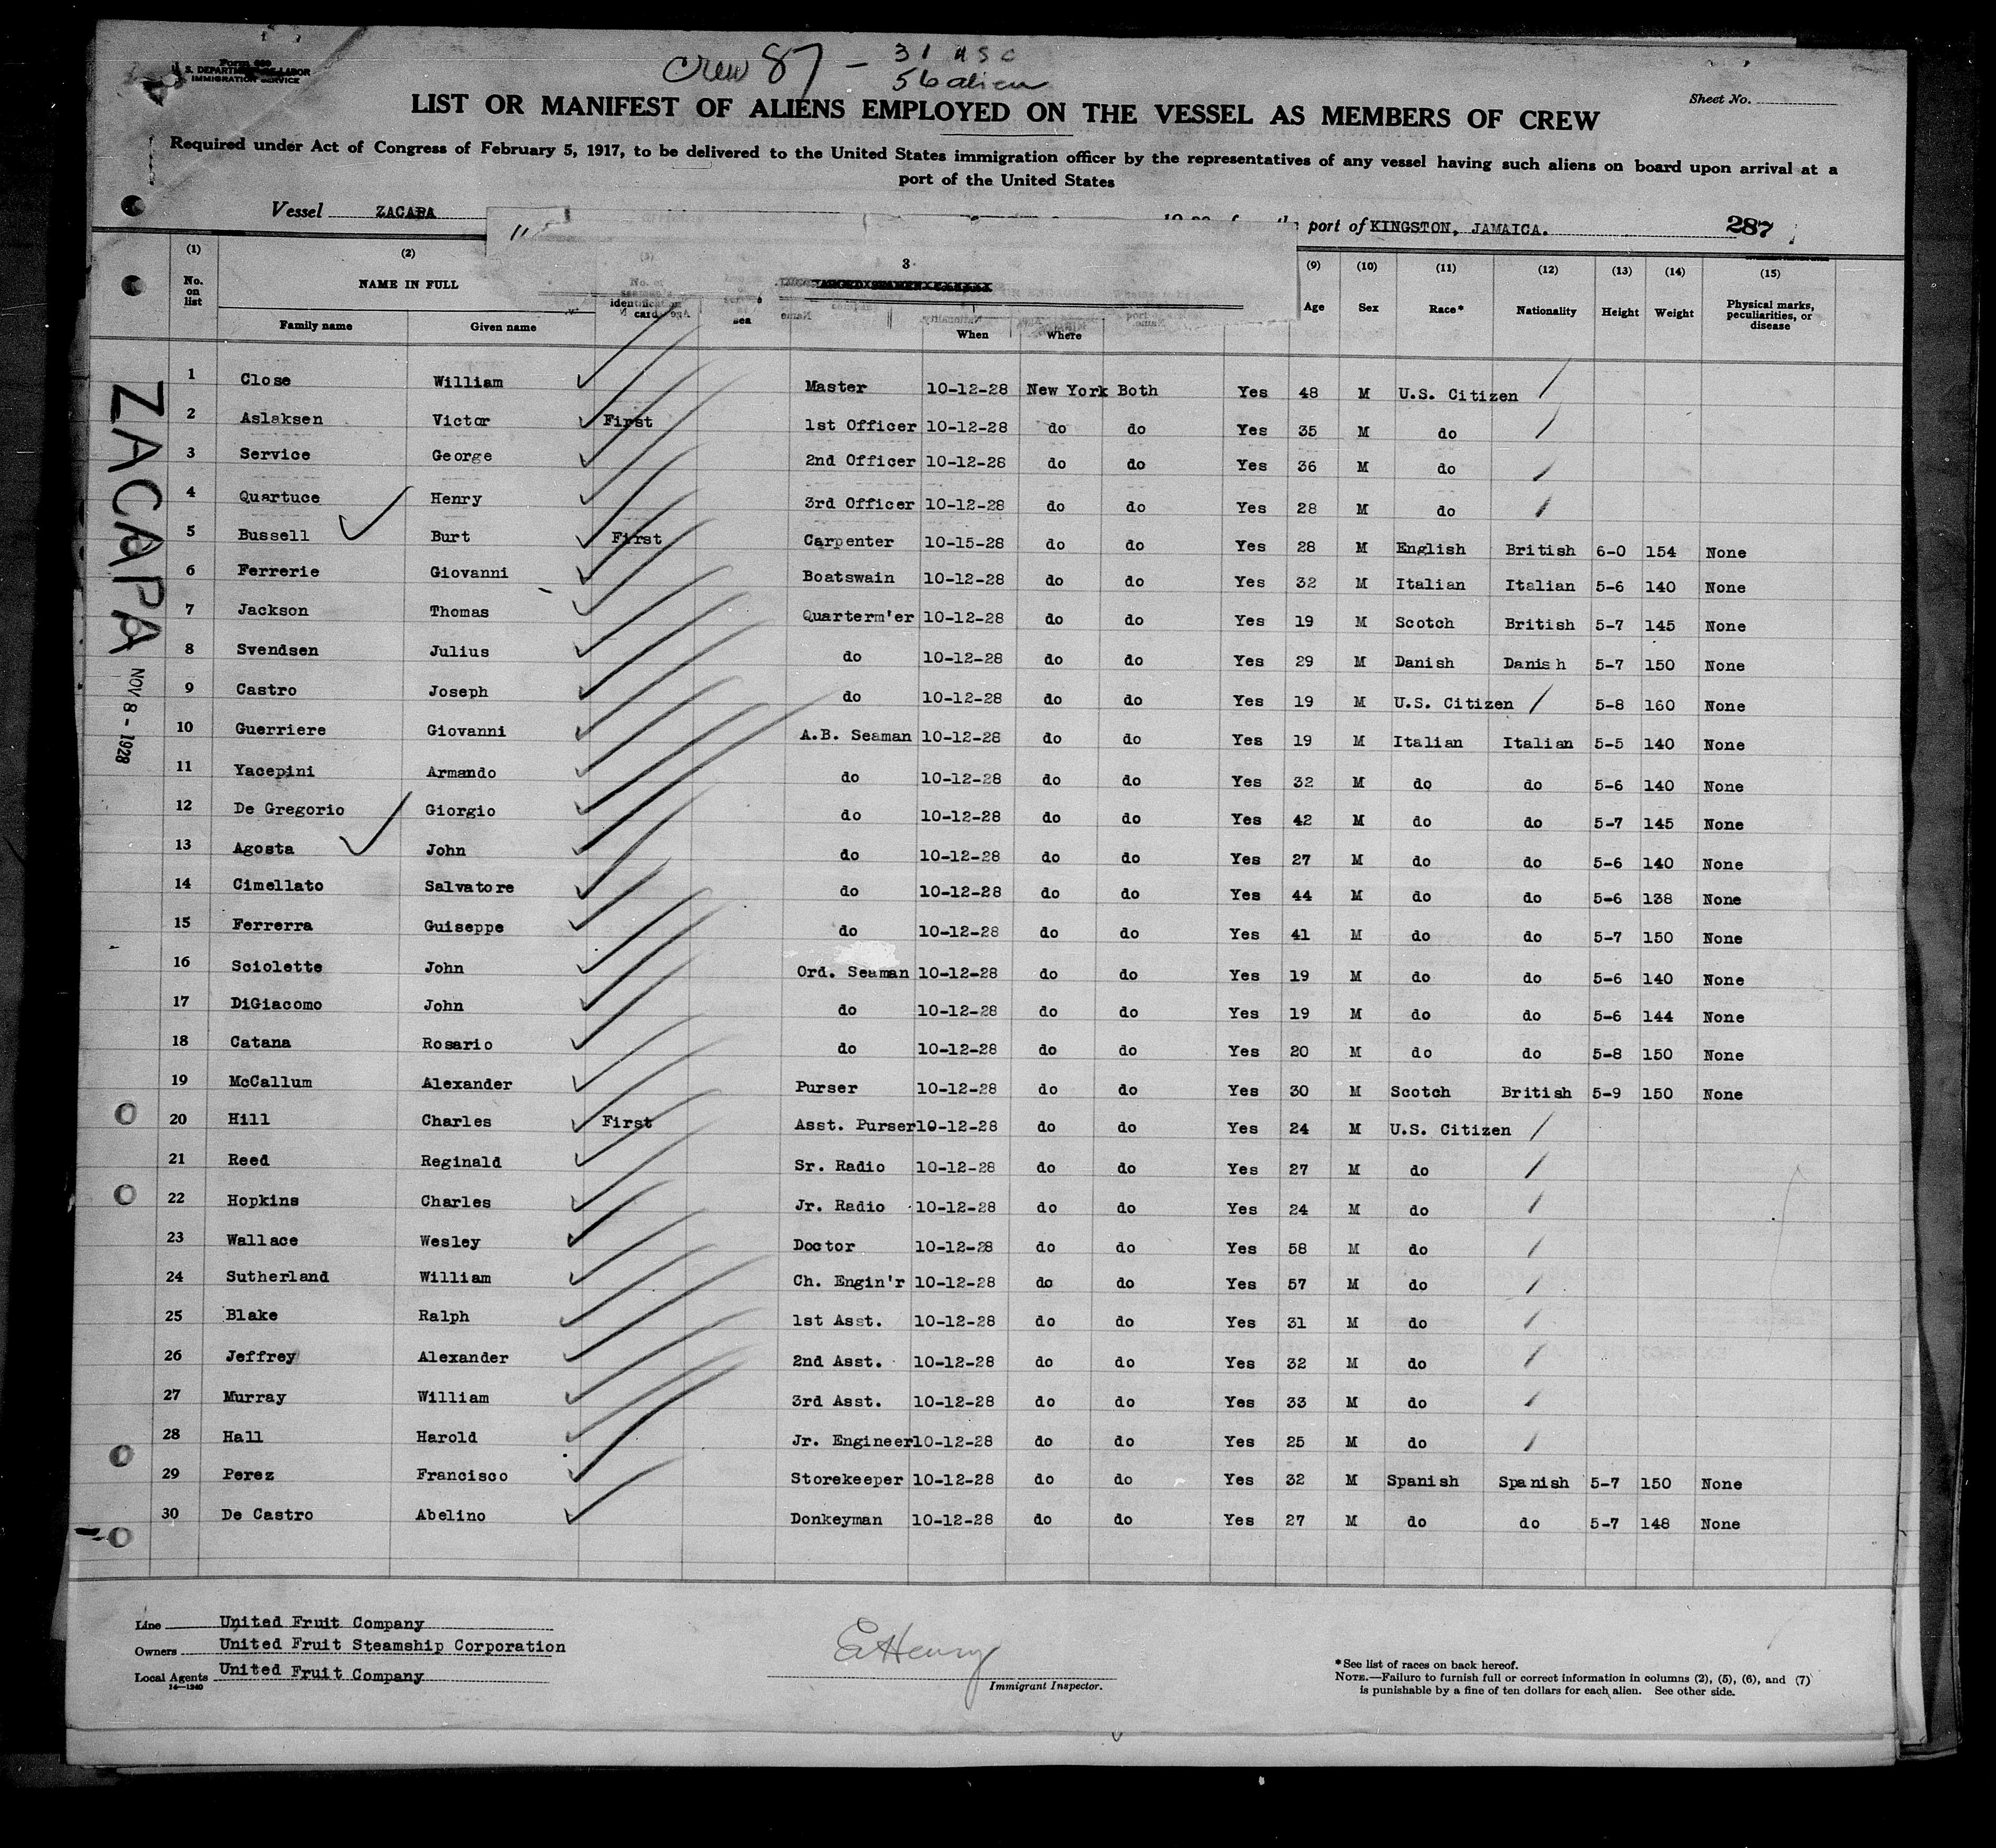 Form 689
S. DEPARTMENT OF LABOR
IMMIGRATION SERVICE
Crew 87 - 31 USC
56 alien
Sheet No.
LIST OR MANIFEST OF ALIENS EMPLOYED ON THE VESSEL AS MEMBERS OF CREW
Required under Act of Congress of February 5, 1917, to be delivered to the United States immigration officer by the representatives of any vessel having such aliens on board upon arrival at a
port of the United States
Vessel ZACAPA port of KINGSTON, JAMAICA. 287
(1) No. on list (2) NAME IN FULL Family name Given name (3) No. of seaman's identification card sea 3 When Where (9) Age (10) Sex (11) Race* (12) Nationality (13) Height (14) Weight (15) Physical marks, peculiarities, or disease
1 Close William Master 10-12-28 New York Both Yes 48 M U.S. Citizen
2 Aslaksen Victor First 1st Officer 10-12-28 do do Yes 35 M do
3 Service George 2nd Officer 10-12-28 do do Yes 36 M do
4 Quartuce Henry 3rd Officer 10-12-28 do do Yes 28 M do
5 Bussell Burt First Carpenter 10-15-28 do do Yes 28 M English British 6-0 154 None
6 Ferrerie Giovanni Boatswain 10-12-28 do do Yes 32 M Italian Italian 5-6 140 None
7 Jackson Thomas Quarterm'er 10-12-28 do do Yes 19 M Scotch British 5-7 145 None
8 Svendsen Julius do 10-12-28 do do Yes 29 M Danish Danish 5-7 150 None
9 Castro Joseph do 10-12-28 do do Yes 19 M U.S. Citizen 5-8 160 None
10 Guerriere Giovanni A.B. Seaman 10-12-28 do do Yes 19 M Italian Italian 5-5 140 None
11 Yacepini Armando do 10-12-28 do do Yes 32 M do do 5-6 140 None
12 De Gregorio Giorgio do 10-12-28 do do Yes 42 M do do 5-7 145 None
13 Agosta John do 10-12-28 do do Yes 27 M do do 5-6 140 None
14 Cimellato Salvatore do 10-12-28 do do Yes 44 M do do 5-6 138 None
15 Ferrerra Guiseppe do 10-12-28 do do Yes 41 M do do 5-7 150 None
16 Sciolette John Ord. Seaman 10-12-28 do do Yes 19 M do do 5-6 140 None
17 DiGiacomo John do 10-12-28 do do Yes 19 M do do 5-6 144 None
18 Catana Rosario do 10-12-28 do do Yes 20 M do do 5-8 150 None
19 McCallum Alexander Purser 10-12-28 do do Yes 30 M Scotch British 5-9 150 None
20 Hill Charles First Asst. Purser 10-12-28 do do Yes 24 M U.S. Citizen
21 Reed Reginald Sr. Radio 10-12-28 do do Yes 27 M do
22 Hopkins Charles Jr. Radio 10-12-28 do do Yes 24 M do
23 Wallace Wesley Doctor 10-12-28 do do Yes 58 M do
24 Sutherland William Ch. Engin'r 10-12-28 do do Yes 57 M do
25 Blake Ralph 1st Asst. 10-12-28 do do Yes 31 M do
26 Jeffrey Alexander 2nd Asst. 10-12-28 do do Yes 32 M do
27 Murray William 3rd Asst. 10-12-28 do do Yes 33 M do
28 Hall Harold Jr. Engineer 10-12-28 do do Yes 25 M do
29 Perez Francisco Storekeeper 10-12-28 do do Yes 32 M Spanish Spanish 5-7 150 None
30 De Castro Abelino Donkeyman 10-12-28 do do Yes 27 M do do 5-7 148 None
ZACAPA
NOV 8 - 1928
Line United Fruit Company
Owners United Fruit Steamship Corporation
Local Agents United Fruit Company
14—1240
E Henry
Immigrant Inspector.
*See list of races on back hereof.
NOTE.—Failure to furnish full or correct information in columns (2), (5), (6), and (7)
is punishable by a fine of ten dollars for each alien. See other side.